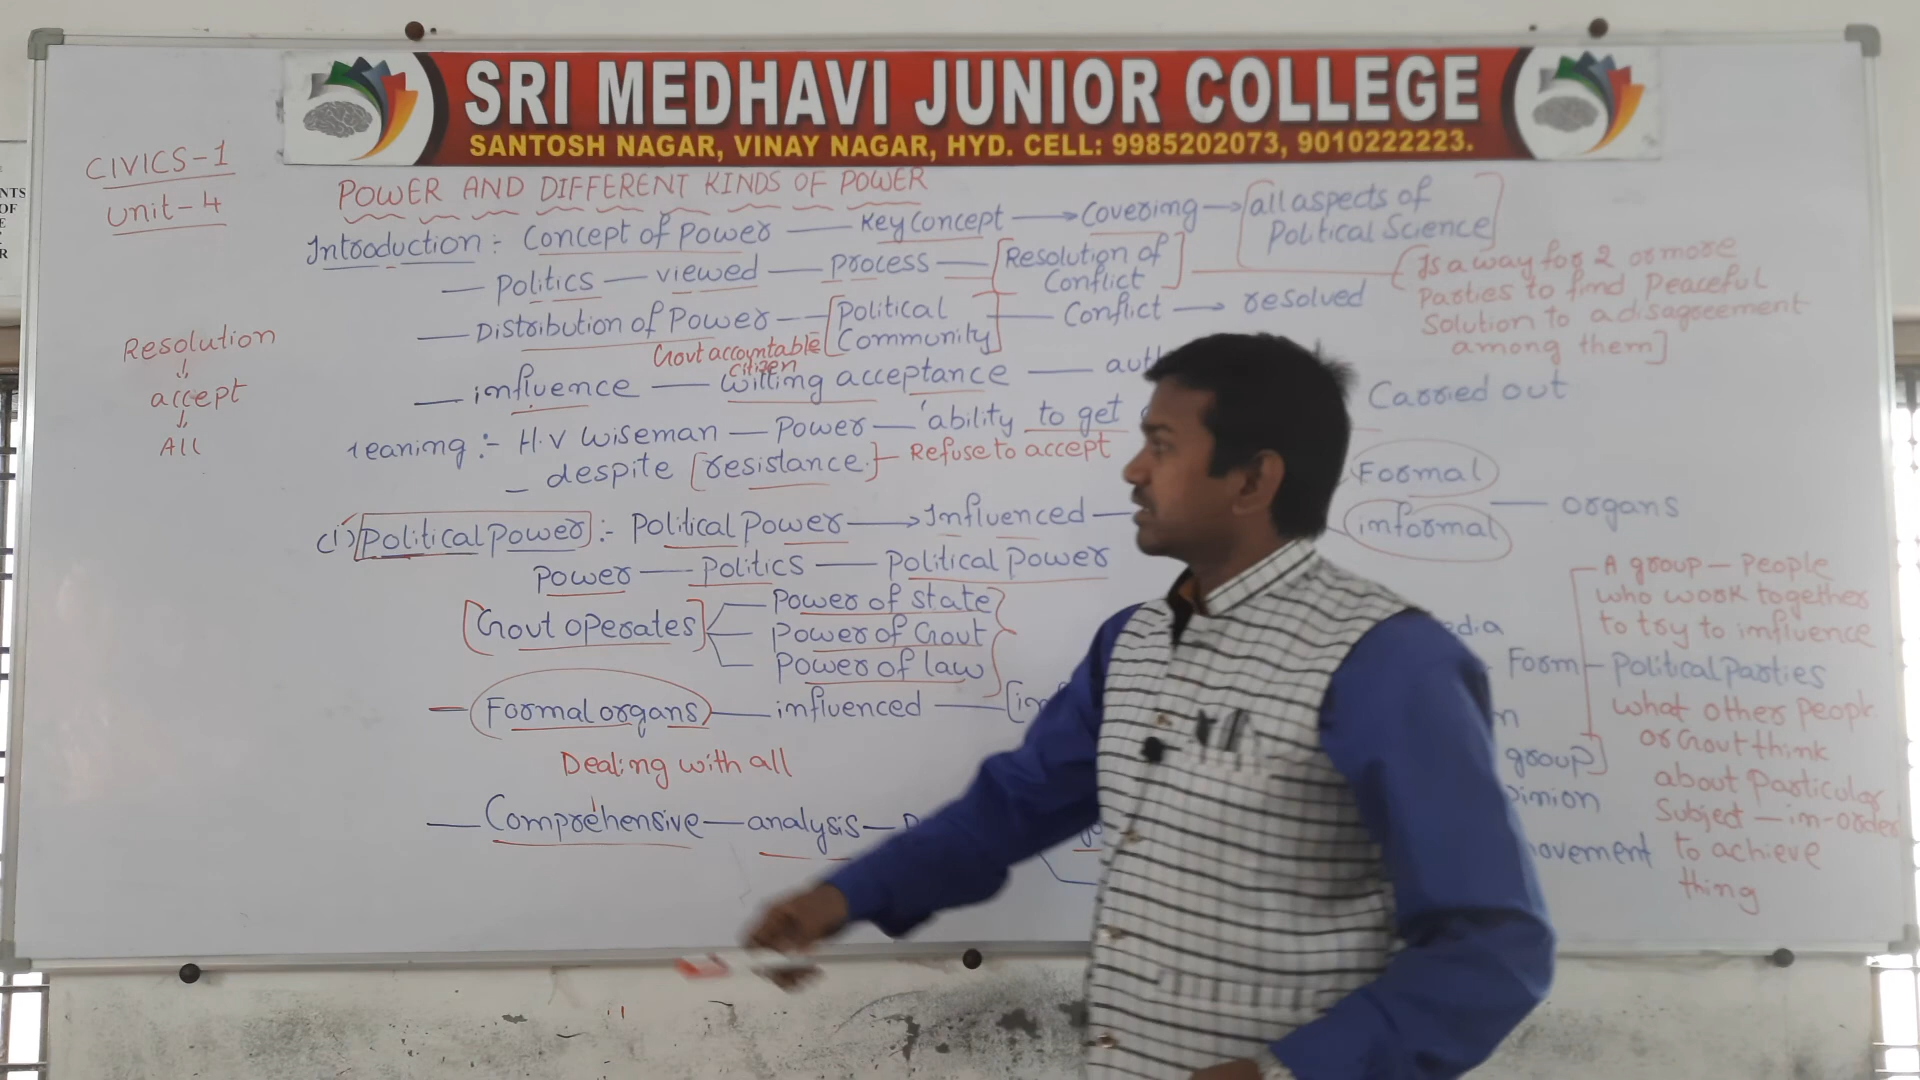 SRI MEDHAVI JUNIOR COLLEGE
SANTOSH NAGAR, VINAY NAGAR, HYD. CELL: 9985202073, 9010222223.
NTS
OF
E
R
CIVICS-1
Unit-4
Resolution
↓
accept
↓
All
POWER AND DIFFERENT KINDS OF POWER
Introduction :- Concept of Power — Key Concept → Covering → [all aspects of
Political Science]
— Politics — viewed — process — [Resolution of
Conflict]
[Is a way for 2 or more
Parties to find Peaceful
Solution to a disagreement
among them]
— Distribution of Power — [Political
Community] — Conflict → resolved
Govt accountable
citizen
— influence — willing acceptance —
Carried out
eaning :- H.V Wiseman — Power — 'ability to get
— despite [resistance.] — Refuse to accept
(1) Political Power :- Political Power → Influenced —
Formal
informal
— organs
Power — Politics — Political Power
[Govt operates]
Power of state
Power of Govt
Power of law
— Formal organs — influenced —
Dealing with all
— Comprehensive — analysis —
dia
Form — Political Parties
group]
pinion
ovement
A group — People
who work together
to try to influence
what other people
or Govt think
about Particular
Subject — in-order
to achieve
thing